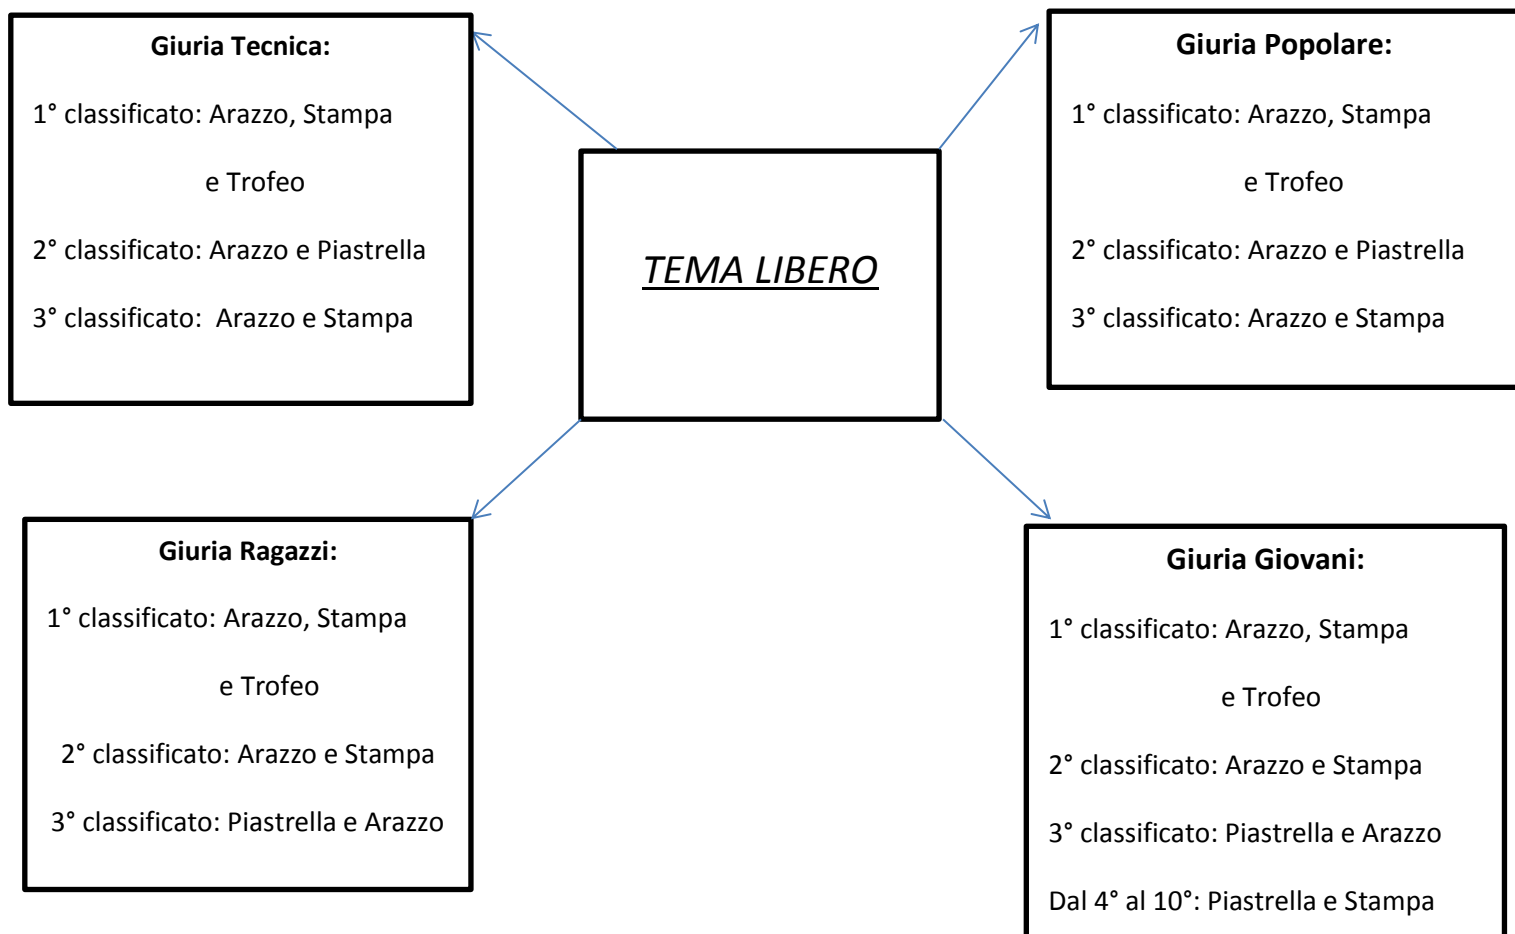 Giuria Tecnica:
1° classificato: Arazzo, Stampa
e Trofeo
2° classificato: Arazzo e Piastrella
3° classificato:  Arazzo e Stampa
Giuria Popolare:
1° classificato: Arazzo, Stampa
e Trofeo
2° classificato: Arazzo e Piastrella
3° classificato: Arazzo e Stampa
TEMA LIBERO
Giuria Ragazzi:
1° classificato: Arazzo, Stampa
e Trofeo
2° classificato: Arazzo e Stampa
3° classificato: Piastrella e Arazzo
Giuria Giovani:
1° classificato: Arazzo, Stampa
e Trofeo
2° classificato: Arazzo e Stampa
3° classificato: Piastrella e Arazzo
Dal 4° al 10°: Piastrella e Stampa